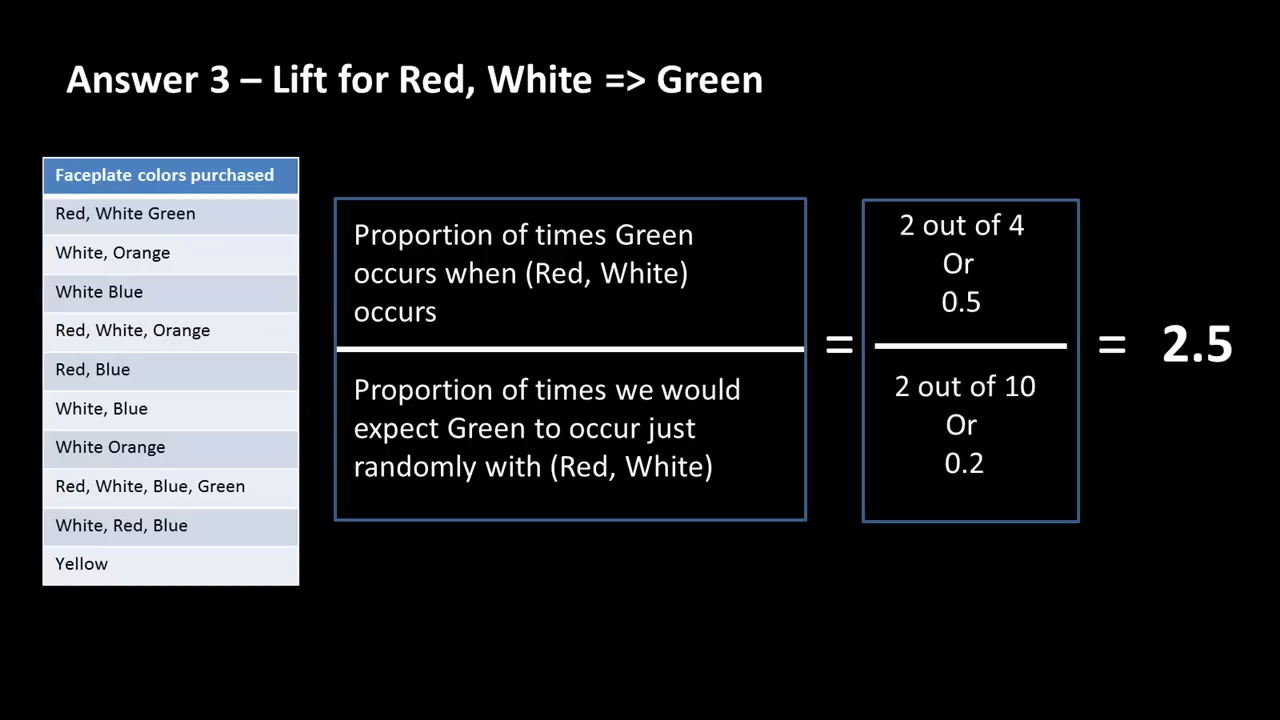 Answer 3 – Lift for Red, White => Green
Faceplate colors purchased
Red, White Green
White, Orange
White Blue
Red, White, Orange
Red, Blue
White, Blue
White Orange
Red, White, Blue, Green
White, Red, Blue
Yellow
Proportion of times Green
occurs when (Red, White)
occurs
Proportion of times we would
expect Green to occur just
randomly with (Red, White)
=
2 out of 4
Or
0.5
2 out of 10
Or
0.2
= 2.5